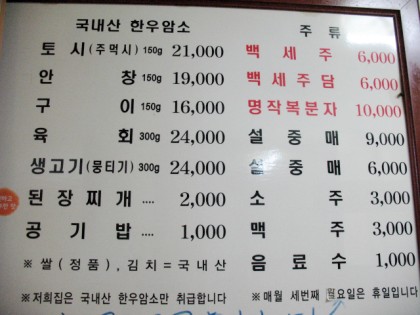 국내산 한우암소
토시(주먹시) 150g 21,000
안창 150g 19,000
구이 150g 16,000
육회 300g 24,000
생고기(뭉티기) 300g 24,000
된장찌개 .... 2,000
공기밥 .... 1,000
※쌀(정품), 김치=국내산
※저희집은 국내산 한우암소만 취급합니다
주류
백세주 6,000
백세주담 6,000
명작복분자 10,000
설중매 9,000
설중매 6,000
소주 3,000
맥주 3,000
음료수 1,000
※매월 세번째 월요일은 휴일입니다